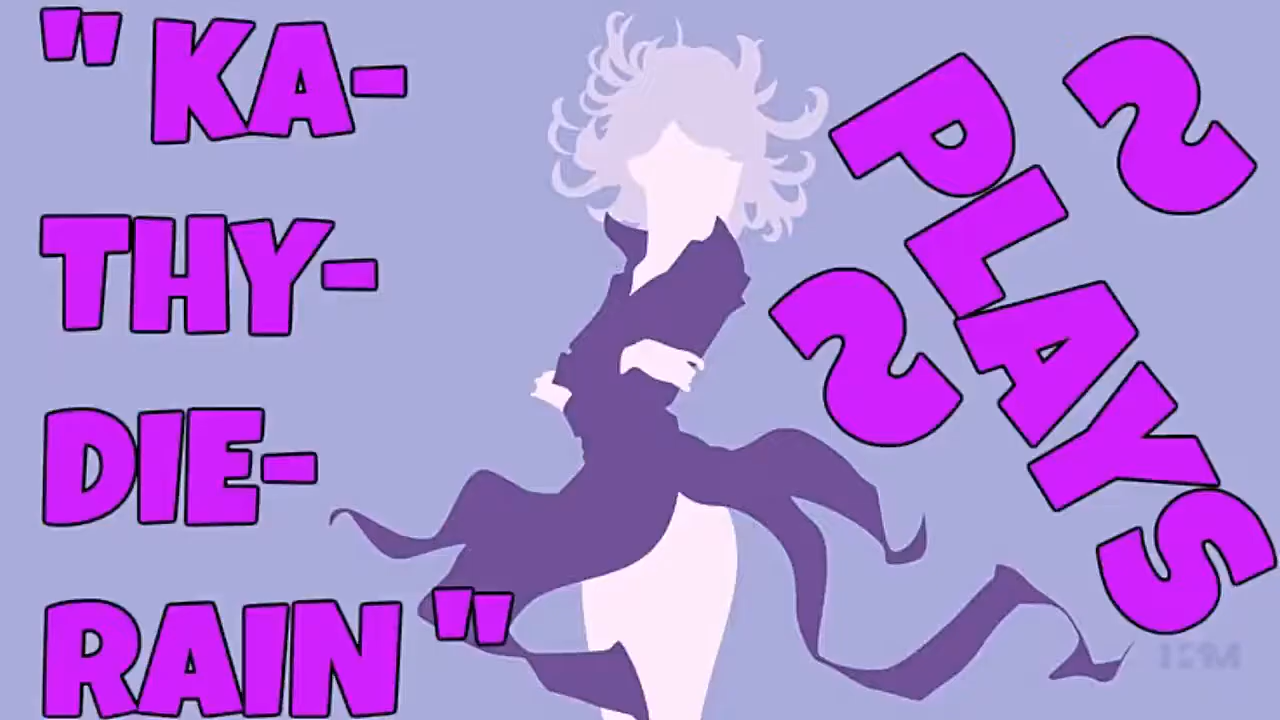 " KA-
THY-
DIE-
RAIN "
~
PLAYS
~